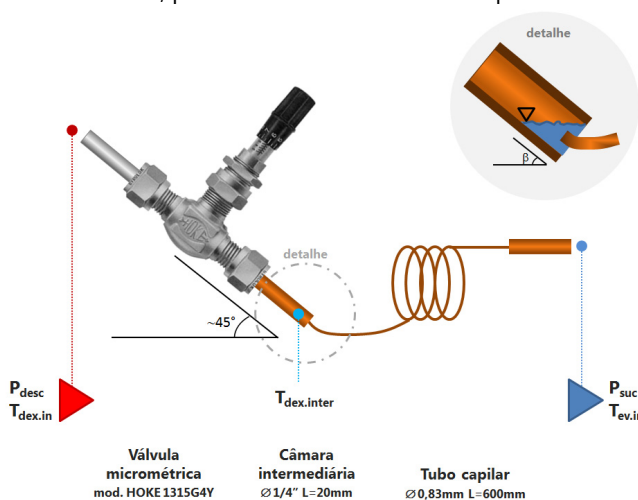 detalhe
β
detalhe
~45°
P desc
T dex.in
T dex.inter
P suc
T ev.in
Válvula
micrométrica
mod. HOKE 1315G4Y
Câmara
intermediária
Ø 1/4" L=20mm
Tubo capilar
Ø 0,83mm L=600mm
HOKE